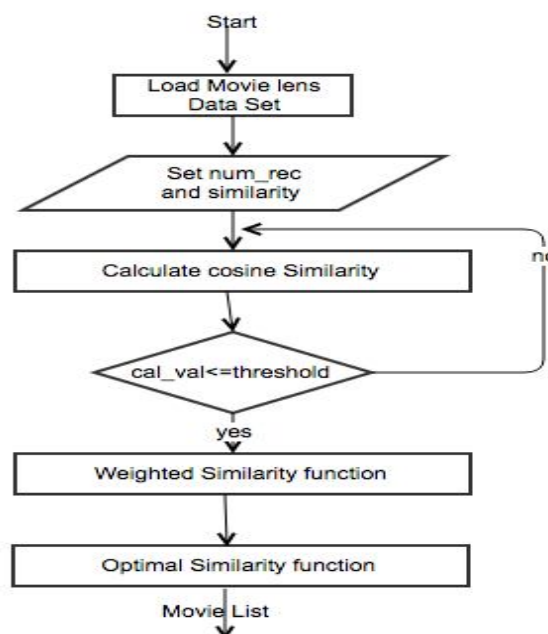 Start
Load Movie lens
Data Set
Set num_rec
and similarity
Calculate cosine Similarity
no
cal_val<=threshold
yes
Weighted Similarity function
Optimal Similarity function
Movie List